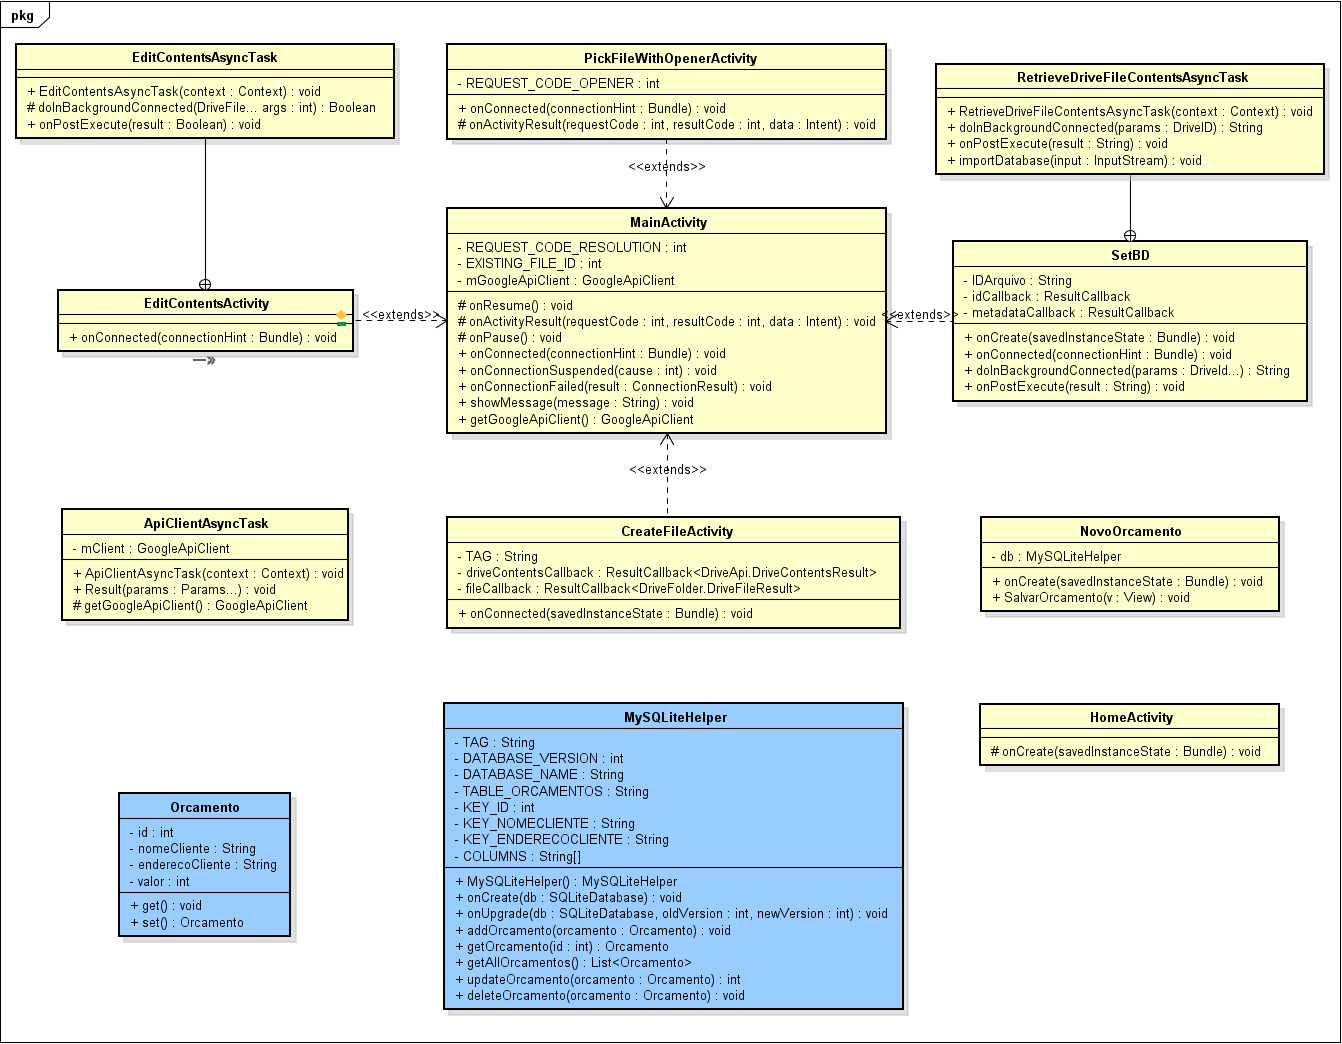 pkg
EditContentsAsyncTask
+ EditContentsAsyncTask(context : Context) : void
# doInBackgroundConnected(DriveFile... args : int) : Boolean
+ onPostExecute(result : Boolean) : void
PickFileWithOpenerActivity
- REQUEST_CODE_OPENER : int
+ onConnected(connectionHint : Bundle) : void
# onActivityResult(requestCode : int, resultCode : int, data : Intent) : void
RetrieveDriveFileContentsAsyncTask
+ RetrieveDriveFileContentsAsyncTask(context : Context) : void
+ doInBackgroundConnected(params : DriveID) : String
+ onPostExecute(result : String) : void
+ importDatabase(input : InputStream) : void
<<extends>>
MainActivity
- REQUEST_CODE_RESOLUTION : int
- EXISTING_FILE_ID : int
- mGoogleApiClient : GoogleApiClient
# onResume() : void
# onActivityResult(requestCode : int, resultCode : int, data : Intent) : void
# onPause() : void
+ onConnected(connectionHint : Bundle) : void
+ onConnectionSuspended(cause : int) : void
+ onConnectionFailed(result : ConnectionResult) : void
+ showMessage(message : String) : void
+ getGoogleApiClient() : GoogleApiClient
EditContentsActivity
+ onConnected(connectionHint : Bundle) : void
<<extends>>
<<extends>>
SetBD
- IDArquivo : String
- idCallback : ResultCallback
- metadataCallback : ResultCallback
+ onCreate(savedInstanceState : Bundle) : void
+ onConnected(connectionHint : Bundle) : void
+ doInBackgroundConnected(params : DriveId...) : String
+ onPostExecute(result : String) : void
<<extends>>
ApiClientAsyncTask
- mClient : GoogleApiClient
+ ApiClientAsyncTask(context : Context) : void
+ Result(params : Params...) : void
# getGoogleApiClient() : GoogleApiClient
CreateFileActivity
- TAG : String
- driveContentsCallback : ResultCallback<DriveApi.DriveContentsResult>
- fileCallback : ResultCallback<DriveFolder.DriveFileResult>
+ onConnected(savedInstanceState : Bundle) : void
NovoOrcamento
- db : MySQLiteHelper
+ onCreate(savedInstanceState : Bundle) : void
+ SalvarOrcamento(v : View) : void
MySQLiteHelper
- TAG : String
- DATABASE_VERSION : int
- DATABASE_NAME : String
- TABLE_ORCAMENTOS : String
- KEY_ID : int
- KEY_NOMECLIENTE : String
- KEY_ENDERECOCLIENTE : String
- COLUMNS : String[]
+ MySQLiteHelper() : MySQLiteHelper
+ onCreate(db : SQLiteDatabase) : void
+ onUpgrade(db : SQLiteDatabase, oldVersion : int, newVersion : int) : void
+ addOrcamento(orcamento : Orcamento) : void
+ getOrcamento(id : int) : Orcamento
+ getAllOrcamentos() : List<Orcamento>
+ updateOrcamento(orcamento : Orcamento) : int
+ deleteOrcamento(orcamento : Orcamento) : void
HomeActivity
# onCreate(savedInstanceState : Bundle) : void
Orcamento
- id : int
- nomeCliente : String
- enderecoCliente : String
- valor : int
+ get() : void
+ set() : Orcamento